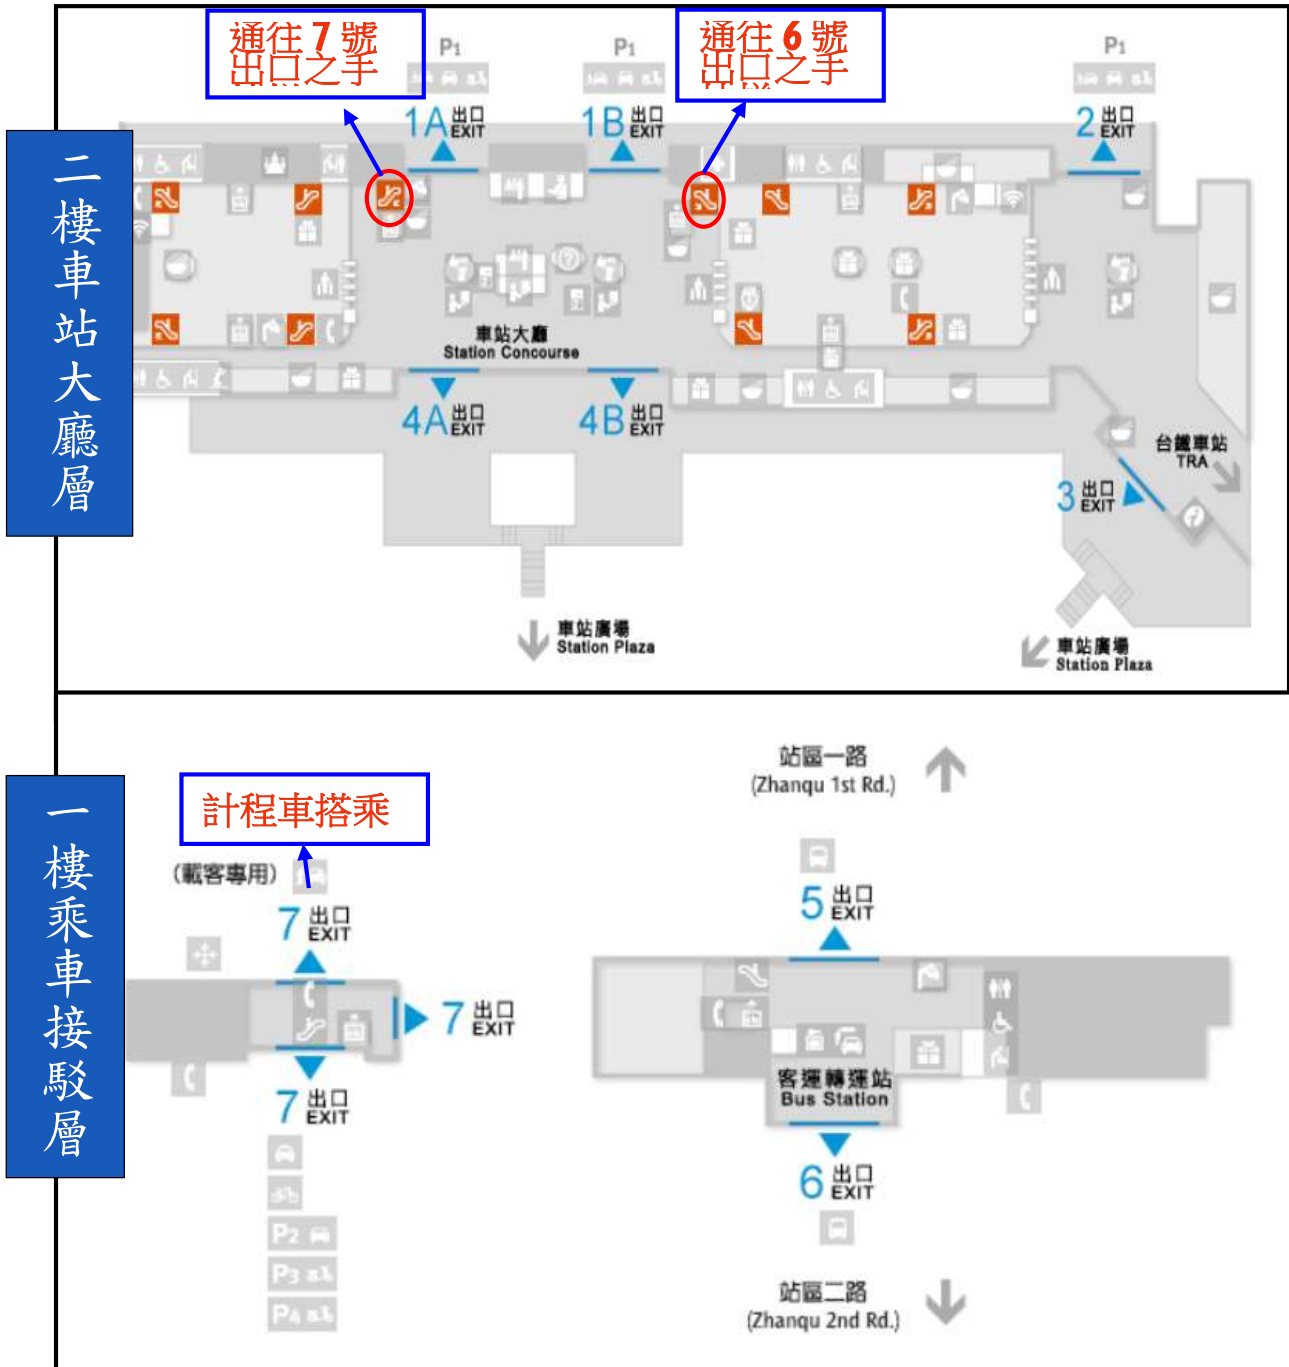 通往 7 號
出口之手
通往 6 號
出口之手
P1
P1
P1
1A 出口 EXIT
1B 出口 EXIT
2 出口 EXIT
二樓車站大廳層
車站大廳
Station Concourse
4A 出口 EXIT
4B 出口 EXIT
台鐵車站
TRA
3 出口 EXIT
車站廣場
Station Plaza
車站廣場
Station Plaza
一樓乘車接駁層
計程車搭乘
(載客專用)
7 出口 EXIT
7 出口 EXIT
7 出口 EXIT
P2
P3
P4
站區一路
(Zhanqu 1st Rd.)
5 出口 EXIT
客運轉運站
Bus Station
6 出口 EXIT
站區二路
(Zhanqu 2nd Rd.)